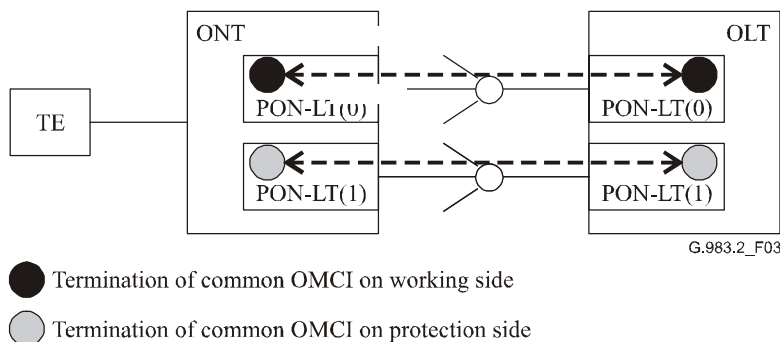 ONT
OLT
TE
PON-LT(0)
PON-LT(0)
PON-LT(1)
PON-LT(1)
G.983.2_F03
Termination of common OMCI on working side
Termination of common OMCI on protection side